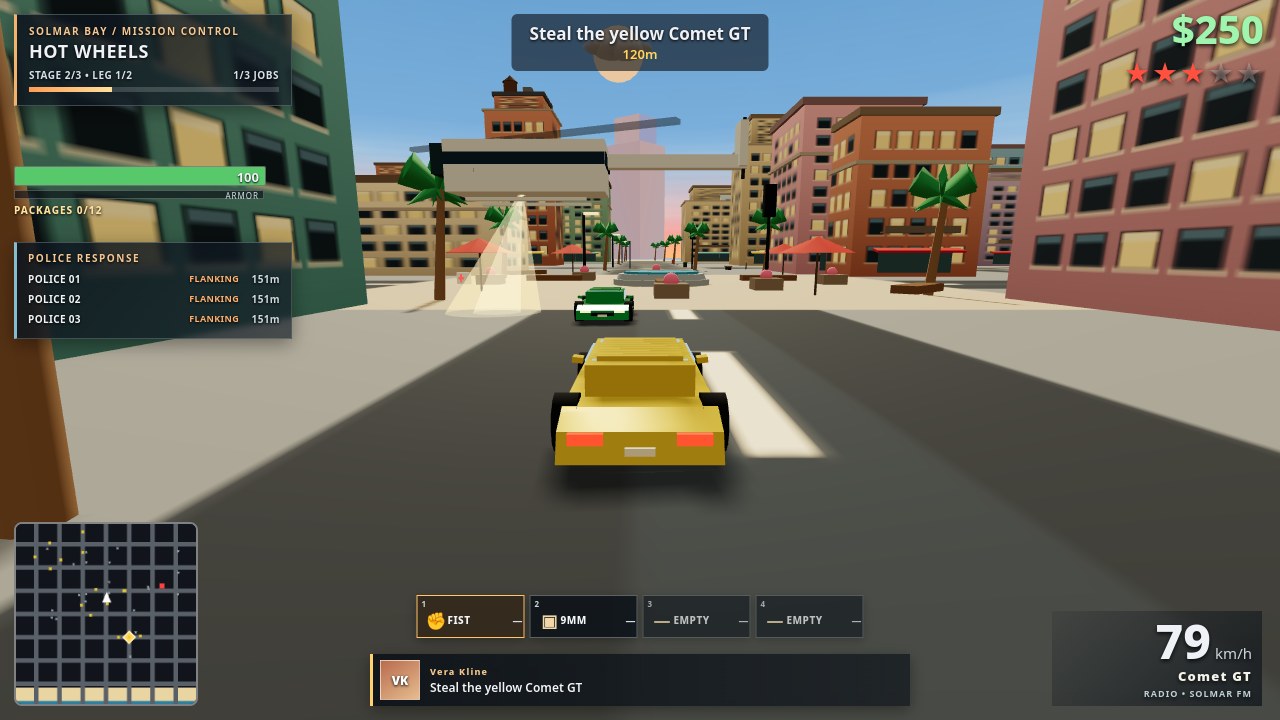 SOLMAR BAY / MISSION CONTROL
HOT WHEELS
STAGE 2/3 • LEG 1/2 1/3 JOBS
Steal the yellow Comet GT
120m
$250
100
ARMOR
PACKAGES 0/12
POLICE RESPONSE
POLICE 01 FLANKING 151m
POLICE 02 FLANKING 151m
POLICE 03 FLANKING 151m
1 FIST —
2 9MM —
3 EMPTY —
4 EMPTY —
VK
Vera Kline
Steal the yellow Comet GT
79 km/h
Comet GT
RADIO • SOLMAR FM